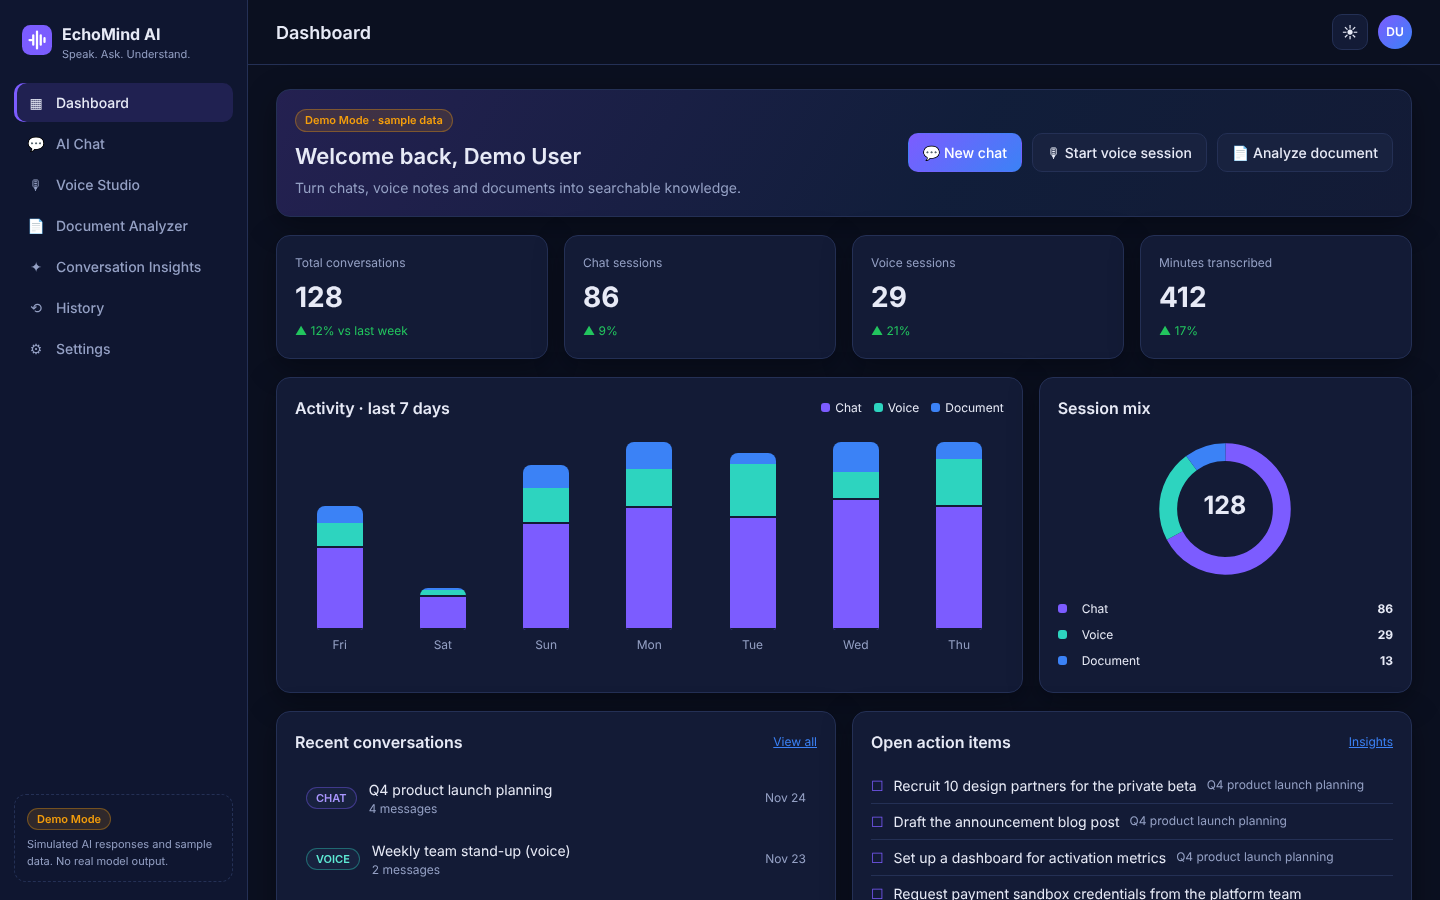 EchoMind AI
Speak. Ask. Understand.
Dashboard
AI Chat
Voice Studio
Document Analyzer
Conversation Insights
History
Settings
Demo Mode
Simulated AI responses and sample
data. No real model output.
Dashboard
DU
Demo Mode · sample data
Welcome back, Demo User
Turn chats, voice notes and documents into searchable knowledge.
New chat
Start voice session
Analyze document
Total conversations
128
▲ 12% vs last week
Chat sessions
86
▲ 9%
Voice sessions
29
▲ 21%
Minutes transcribed
412
▲ 17%
Activity · last 7 days
Chat Voice Document
Fri Sat Sun Mon Tue Wed Thu
Session mix
128
Chat 86
Voice 29
Document 13
Recent conversations
View all
CHAT
Q4 product launch planning
4 messages
Nov 24
VOICE
Weekly team stand-up (voice)
2 messages
Nov 23
Open action items
Insights
Recruit 10 design partners for the private beta Q4 product launch planning
Draft the announcement blog post Q4 product launch planning
Set up a dashboard for activation metrics Q4 product launch planning
Request payment sandbox credentials from the platform team